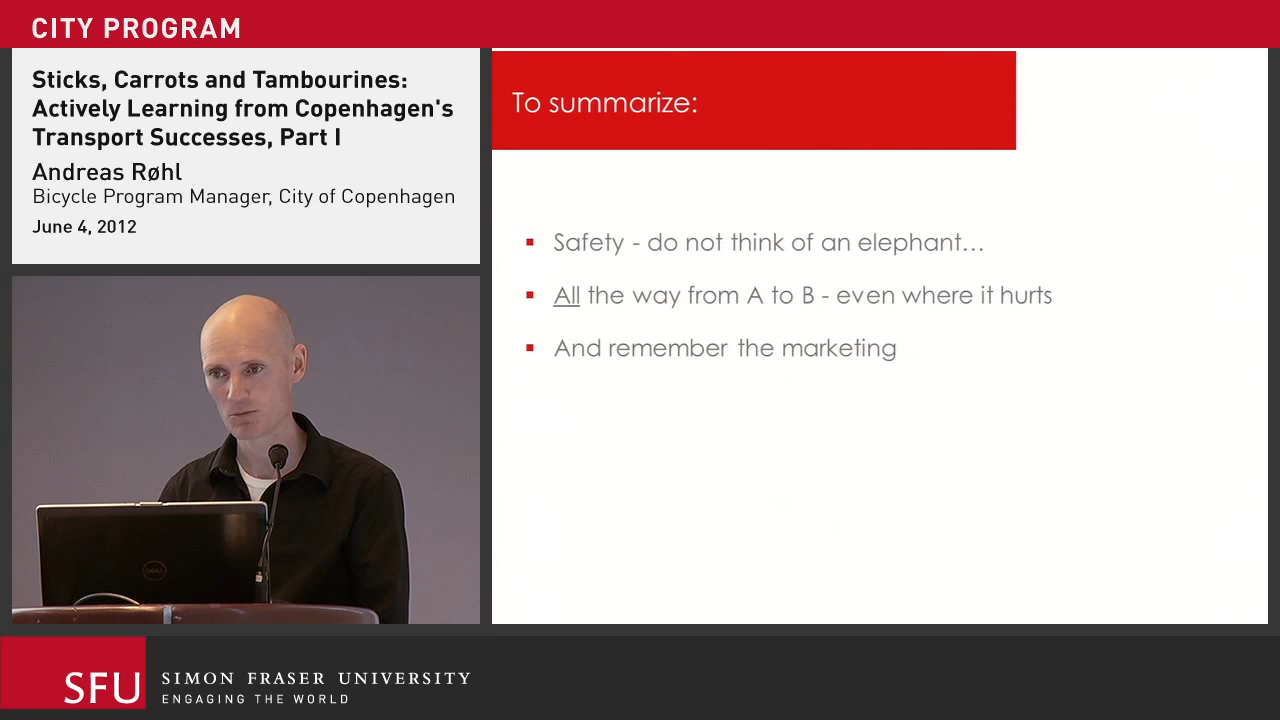 CITY PROGRAM
Sticks, Carrots and Tambourines:
Actively Learning from Copenhagen's
Transport Successes, Part I
Andreas Røhl
Bicycle Program Manager, City of Copenhagen
June 4, 2012
To summarize:
Safety - do not think of an elephant…
All the way from A to B - even where it hurts
And remember the marketing
DELL
SFU
SIMON FRASER UNIVERSITY
ENGAGING THE WORLD